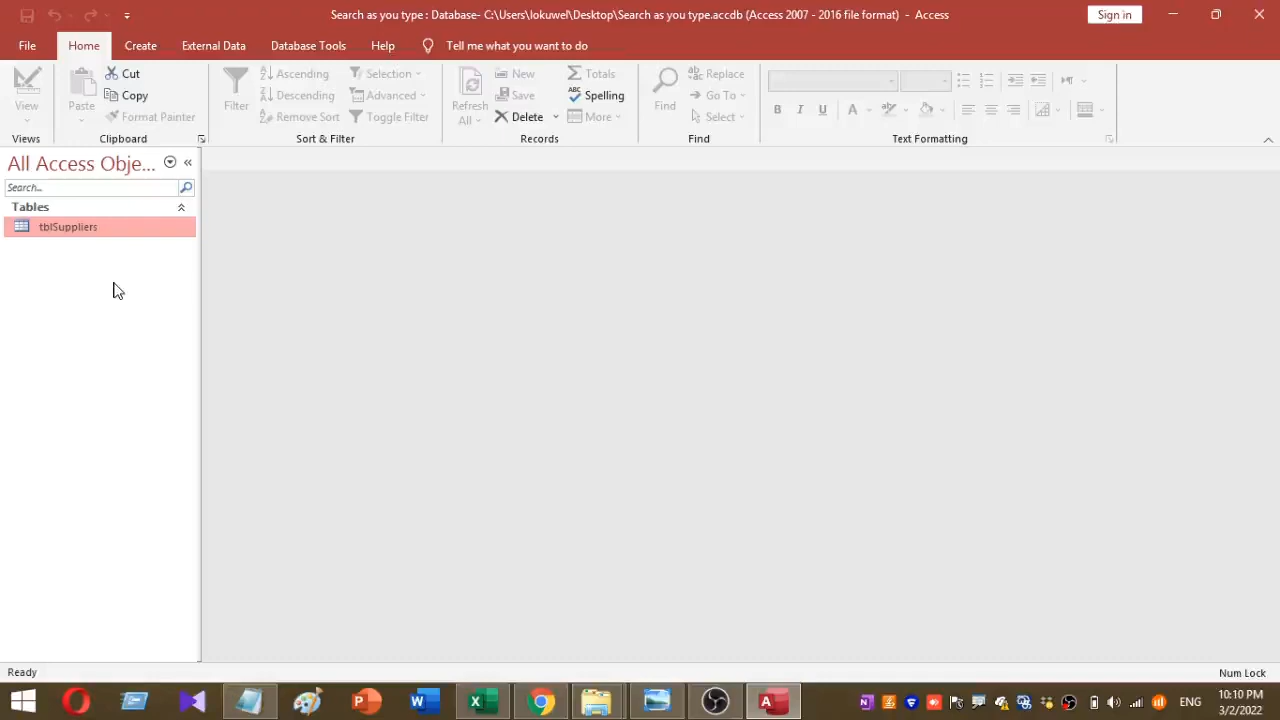 Search as you type : Database- C:\Users\lokuwel\Desktop\Search as you type.accdb (Access 2007 - 2016 file format) - Access
Sign in
File Home Create External Data Database Tools Help Tell me what you want to do
View
Views
Paste
Cut
Copy
Format Painter
Clipboard
Filter
Ascending
Descending
Remove Sort
Selection
Advanced
Toggle Filter
Sort & Filter
Refresh
All
New
Save
Delete
Totals
Spelling
More
Records
Find
Replace
Go To
Select
Find
B I U A
Text Formatting
All Access Obje...
Search...
Tables
tblSuppliers
Ready
Num Lock
ENG
10:10 PM
3/2/2022